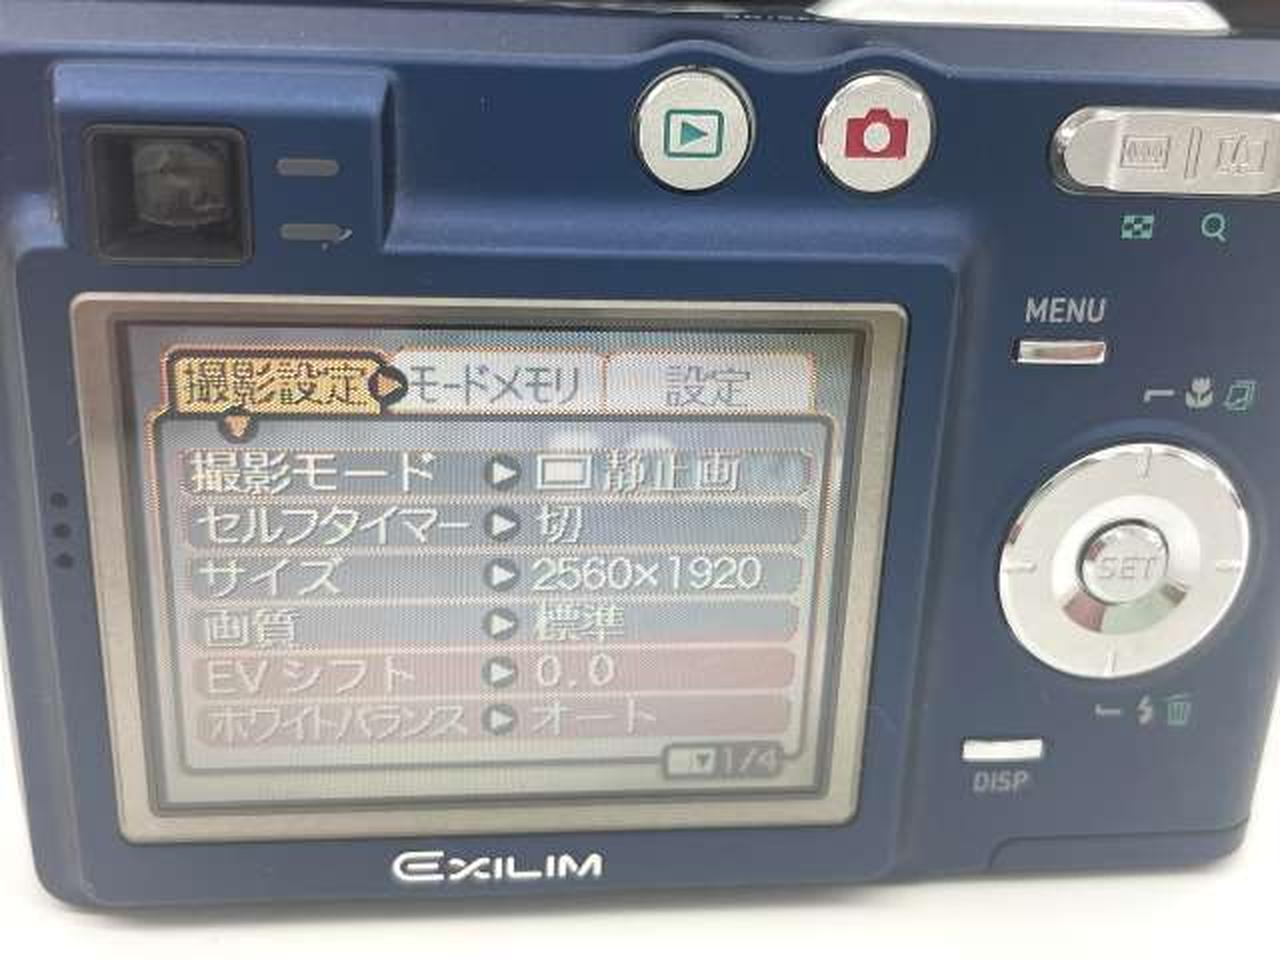 MENU
撮影設定 モードメモリ 設定
撮影モード 静止画
セルフタイマー 切
サイズ 2560×1920
画質 標準
EVシフト 0.0
ホワイトバランス オート
1/4
SET
DISP
EXILIM